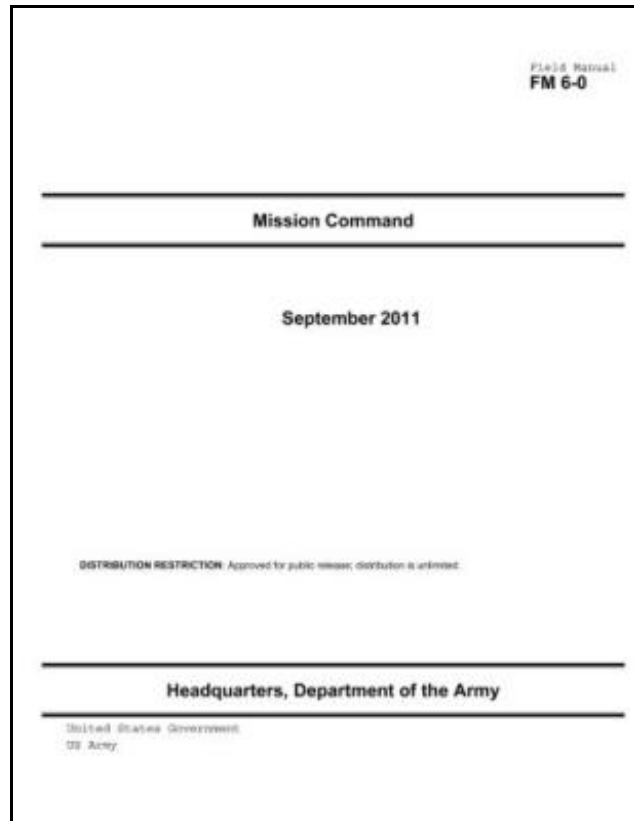 Field Manual
FM 6-0
Mission Command
September 2011
DISTRIBUTION RESTRICTION: Approved for public release; distribution is unlimited.
Headquarters, Department of the Army
United States Government
US Army